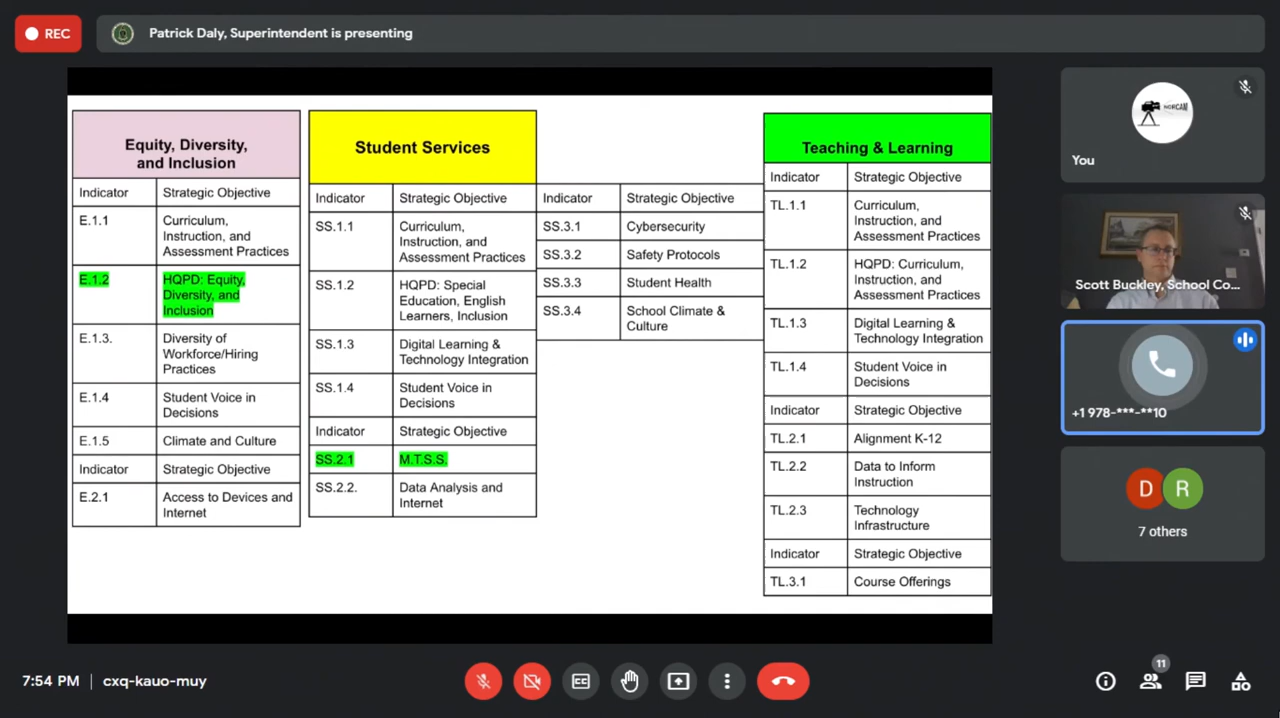 REC
Patrick Daly, Superintendent is presenting
Equity, Diversity,
and Inclusion
Indicator Strategic Objective
E.1.1 Curriculum,
Instruction, and
Assessment Practices
E.1.2 HQPD: Equity,
Diversity, and
Inclusion
E.1.3. Diversity of
Workforce/Hiring
Practices
E.1.4 Student Voice in
Decisions
E.1.5 Climate and Culture
Indicator Strategic Objective
E.2.1 Access to Devices and
Internet
Student Services
Indicator Strategic Objective
SS.1.1 Curriculum,
Instruction, and
Assessment Practices
SS.1.2 HQPD: Special
Education, English
Learners, Inclusion
SS.1.3 Digital Learning &
Technology Integration
SS.1.4 Student Voice in
Decisions
Indicator Strategic Objective
SS.2.1 M.T.S.S.
SS.2.2. Data Analysis and
Internet
Indicator Strategic Objective
SS.3.1 Cybersecurity
SS.3.2 Safety Protocols
SS.3.3 Student Health
SS.3.4 School Climate &
Culture
Teaching & Learning
Indicator Strategic Objective
TL.1.1 Curriculum,
Instruction, and
Assessment Practices
TL.1.2 HQPD: Curriculum,
Instruction, and
Assessment Practices
TL.1.3 Digital Learning &
Technology Integration
TL.1.4 Student Voice in
Decisions
Indicator Strategic Objective
TL.2.1 Alignment K-12
TL.2.2 Data to Inform
Instruction
TL.2.3 Technology
Infrastructure
Indicator Strategic Objective
TL.3.1 Course Offerings
NORCAM
You
Scott Buckley, School Co...
+1 978-***-**10
D R
7 others
7:54 PM | cxq-kauo-muy
CC
11